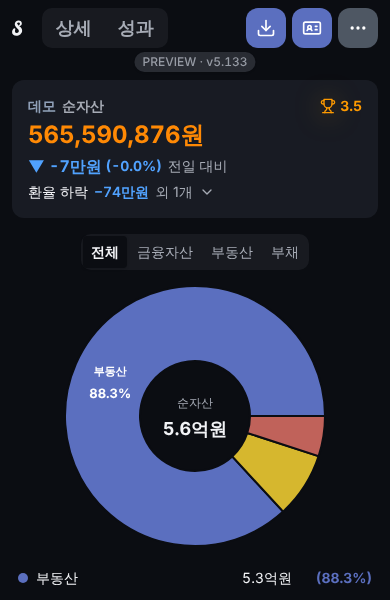 상세 성과
PREVIEW · v5.133
데모 순자산
3.5
565,590,876원
▼ -7만원 (-0.0%) 전일 대비
환율 하락 −74만원 외 1개
전체 금융자산 부동산 부채
부동산
88.3%
순자산
5.6억원
부동산 5.3억원 (88.3%)